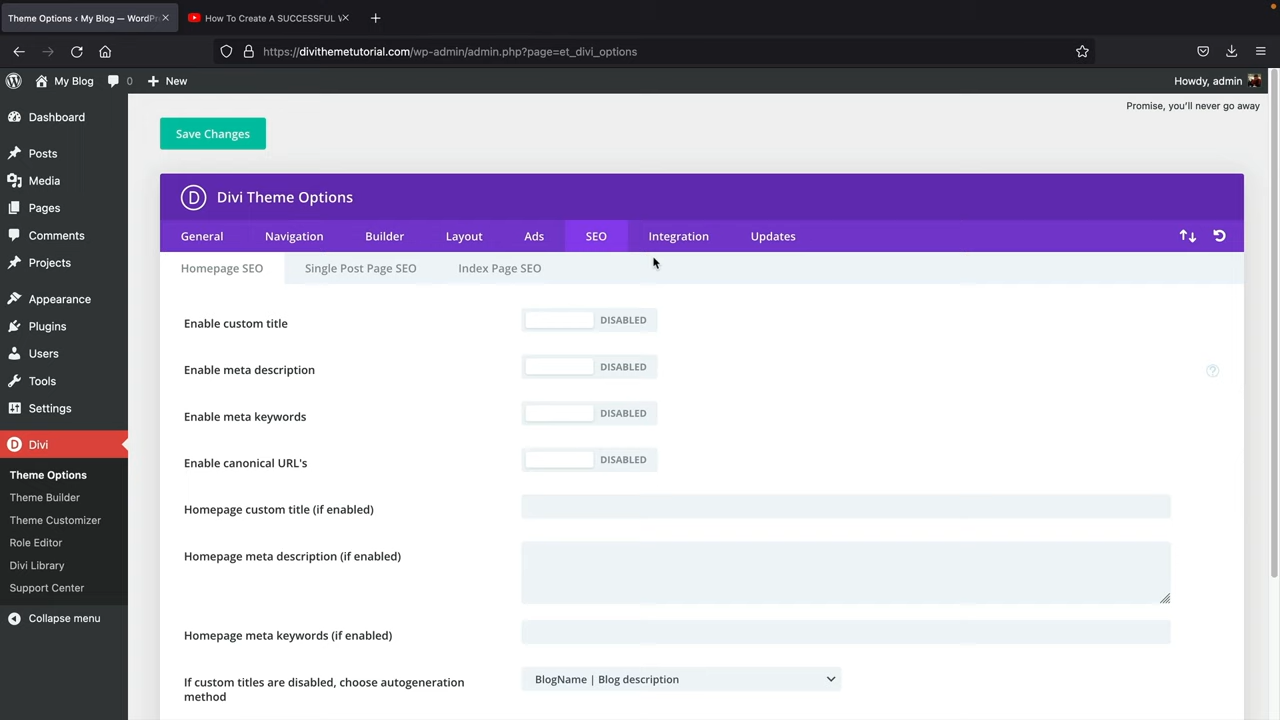 Theme Options ‹ My Blog — WordPr
How To Create A SUCCESSFUL W
https://divithemetutorial.com/wp-admin/admin.php?page=et_divi_options
My Blog
0
New
Howdy, admin
Promise, you'll never go away
Dashboard
Posts
Media
Pages
Comments
Projects
Appearance
Plugins
Users
Tools
Settings
Divi
Theme Options
Theme Builder
Theme Customizer
Role Editor
Divi Library
Support Center
Collapse menu
Save Changes
D Divi Theme Options
General Navigation Builder Layout Ads SEO Integration Updates
Homepage SEO Single Post Page SEO Index Page SEO
Enable custom title DISABLED
Enable meta description DISABLED ?
Enable meta keywords DISABLED
Enable canonical URL's DISABLED
Homepage custom title (if enabled)
Homepage meta description (if enabled)
Homepage meta keywords (if enabled)
If custom titles are disabled, choose autogeneration
method
BlogName | Blog description